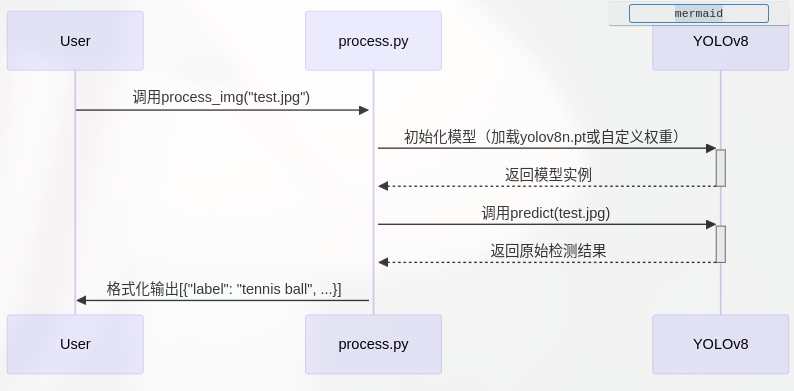 mermaid
User
process.py
YOLOv8
调用process_img("test.jpg")
初始化模型（加载yolov8n.pt或自定义权重）
返回模型实例
调用predict(test.jpg)
返回原始检测结果
格式化输出[{"label": "tennis ball", ...}]
User
process.py
YOLOv8